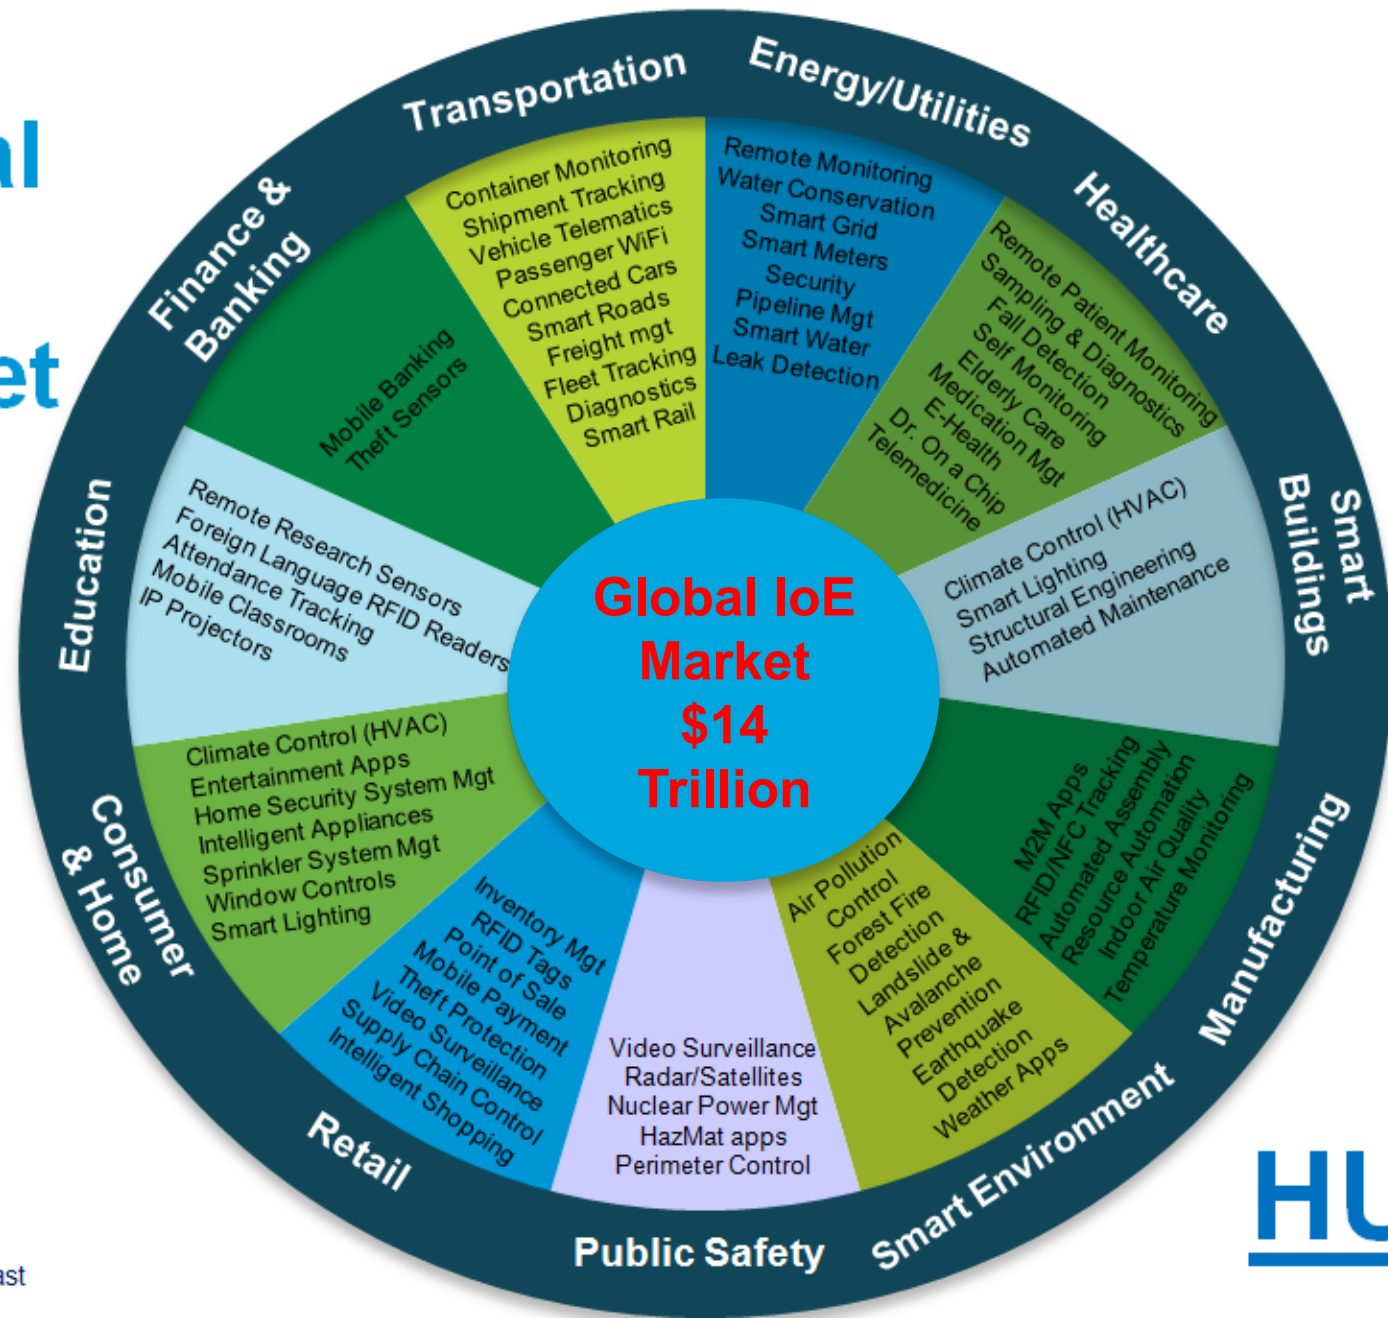 al
et
Transportation
Container Monitoring
Shipment Tracking
Vehicle Telematics
Passenger WiFi
Connected Cars
Smart Roads
Freight mgt
Fleet Tracking
Diagnostics
Smart Rail
Energy/Utilities
Remote Monitoring
Water Conservation
Smart Grid
Smart Meters
Security
Pipeline Mgt
Smart Water
Leak Detection
Healthcare
Remote Patient Monitoring
Sampling & Diagnostics
Fall Detection
Self Monitoring
Elderly Care
Medication Mgt
E-Health
Dr. On a Chip
Telemedicine
Smart
Buildings
Climate Control (HVAC)
Smart Lighting
Structural Engineering
Automated Maintenance
Manufacturing
M2M Apps
RFID/NFC Tracking
Automated Assembly
Resource Automation
Indoor Air Quality
Temperature Monitoring
Smart Environment
Air Pollution
Control
Forest Fire
Detection
Landslide &
Avalanche
Prevention
Earthquake
Detection
Weather Apps
Public Safety
Video Surveillance
Radar/Satellites
Nuclear Power Mgt
HazMat apps
Perimeter Control
Retail
Inventory Mgt
RFID Tags
Point of Sale
Mobile Payment
Theft Protection
Video Surveillance
Supply Chain Control
Intelligent Shopping
Consumer
& Home
Climate Control (HVAC)
Entertainment Apps
Home Security System Mgt
Intelligent Appliances
Sprinkler System Mgt
Window Controls
Smart Lighting
Education
Remote Research Sensors
Foreign Language RFID Readers
Attendance Tracking
Mobile Classrooms
IP Projectors
Finance &
Banking
Mobile Banking
Theft Sensors
Global IoE
Market
$14
Trillion
HU
ast